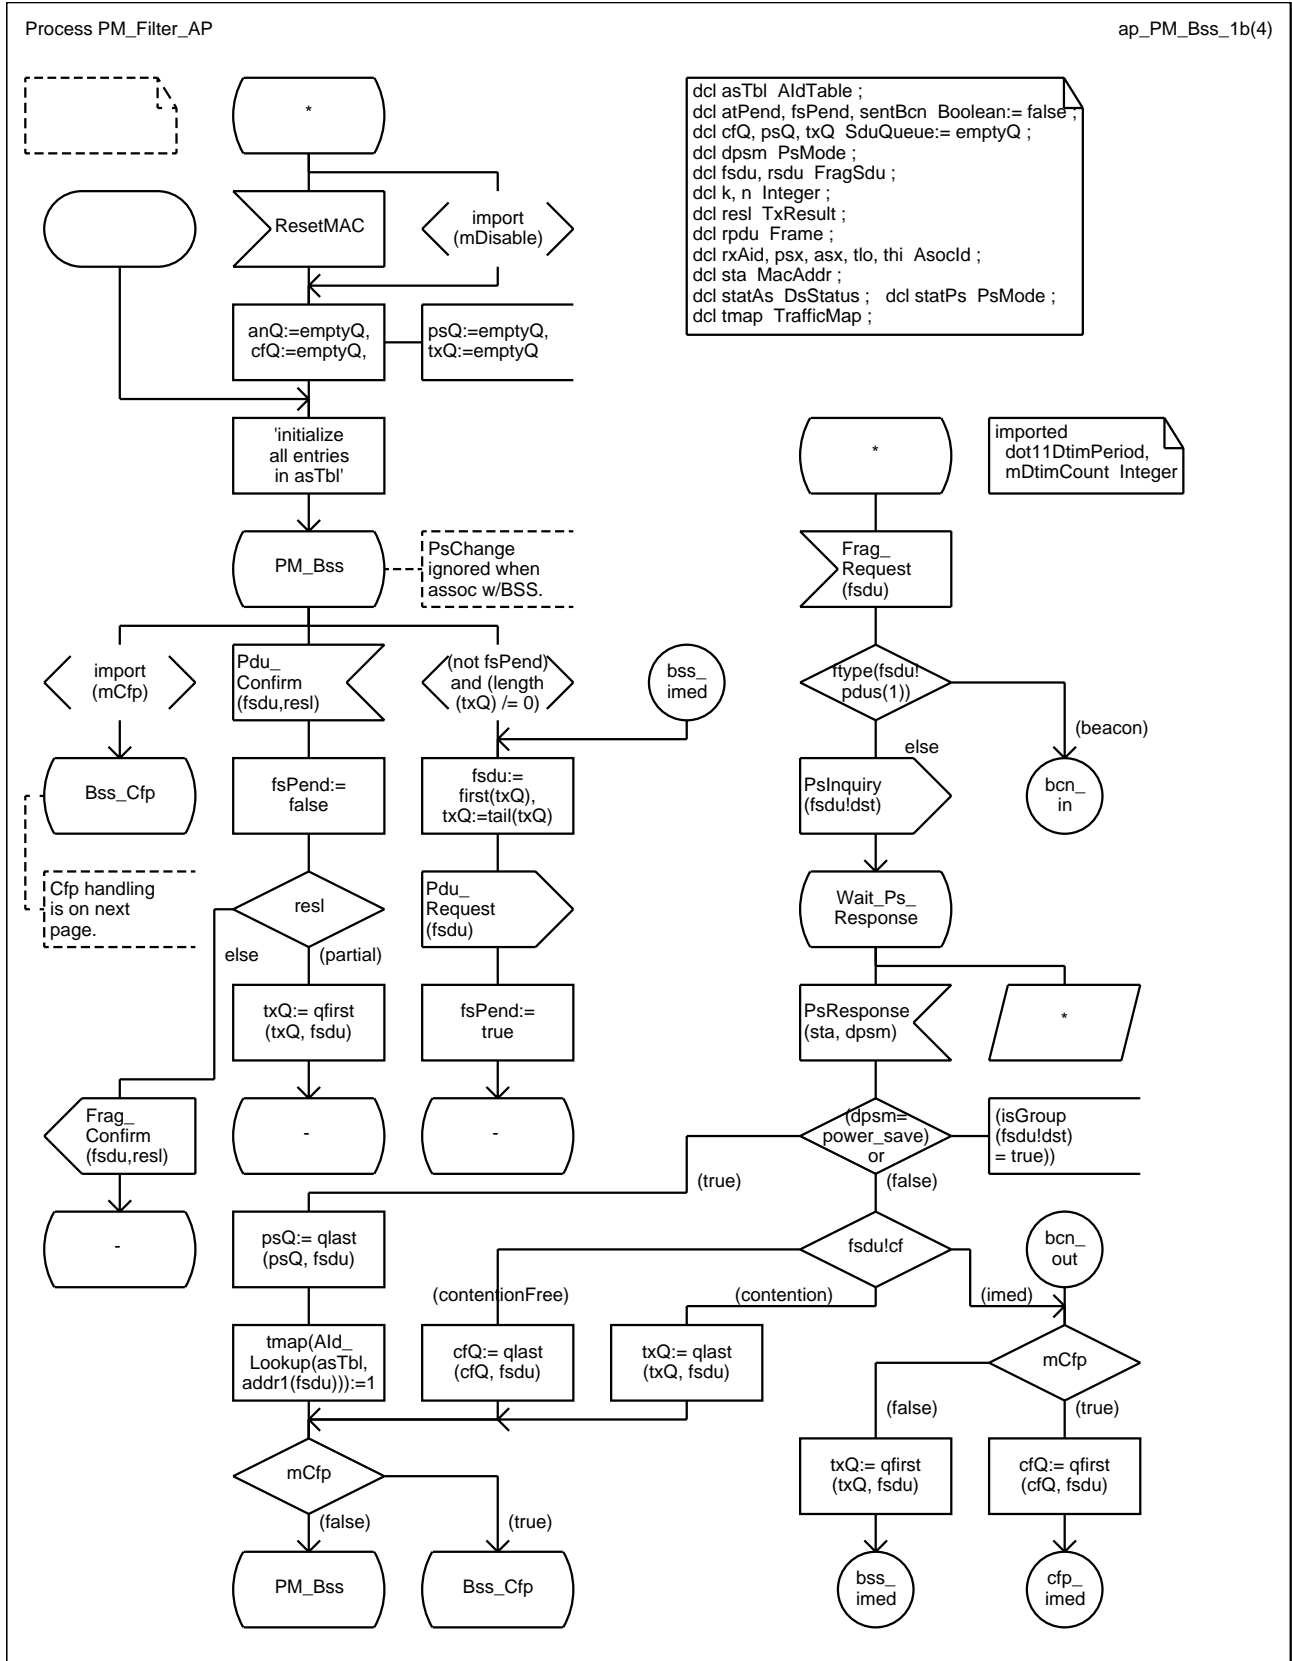 Process PM_Filter_AP
ap_PM_Bss_1b(4)
*
dcl asTbl AIdTable ;
dcl atPend, fsPend, sentBcn Boolean:= false ;
dcl cfQ, psQ, txQ SduQueue:= emptyQ ;
dcl dpsm PsMode ;
dcl fsdu, rsdu FragSdu ;
dcl k, n Integer ;
dcl resl TxResult ;
dcl rpdu Frame ;
dcl rxAid, psx, asx, tlo, thi AsocId ;
dcl sta MacAddr ;
dcl statAs DsStatus ; dcl statPs PsMode ;
dcl tmap TrafficMap ;
ResetMAC
import
(mDisable)
anQ:=emptyQ,
cfQ:=emptyQ,
psQ:=emptyQ,
txQ:=emptyQ
'initialize
all entries
in asTbl'
*
imported
dot11DtimPeriod,
mDtimCount Integer
PM_Bss
PsChange
ignored when
assoc w/BSS.
Frag_
Request
(fsdu)
import
(mCfp)
Pdu_
Confirm
(fsdu,resl)
(not fsPend)
and (length
(txQ) /= 0)
bss_
imed
ftype(fsdu!
pdus(1))
(beacon)
else
Bss_Cfp
fsPend:=
false
fsdu:=
first(txQ),
txQ:=tail(txQ)
PsInquiry
(fsdu!dst)
bcn_
in
Cfp handling
is on next
page.
resl
Pdu_
Request
(fsdu)
Wait_Ps_
Response
else
(partial)
txQ:= qfirst
(txQ, fsdu)
fsPend:=
true
PsResponse
(sta, dpsm)
*
Frag_
Confirm
(fsdu,resl)
-
-
(dpsm=
power_save)
or
(isGroup
(fsdu!dst)
= true))
(true)
(false)
-
psQ:= qlast
(psQ, fsdu)
fsdu!cf
bcn_
out
(contentionFree)
(contention)
(imed)
tmap(AId_
Lookup(asTbl,
addr1(fsdu))):=1
cfQ:= qlast
(cfQ, fsdu)
txQ:= qlast
(txQ, fsdu)
mCfp
(false)
(true)
mCfp
txQ:= qfirst
(txQ, fsdu)
cfQ:= qfirst
(cfQ, fsdu)
(false)
(true)
PM_Bss
Bss_Cfp
bss_
imed
cfp_
imed